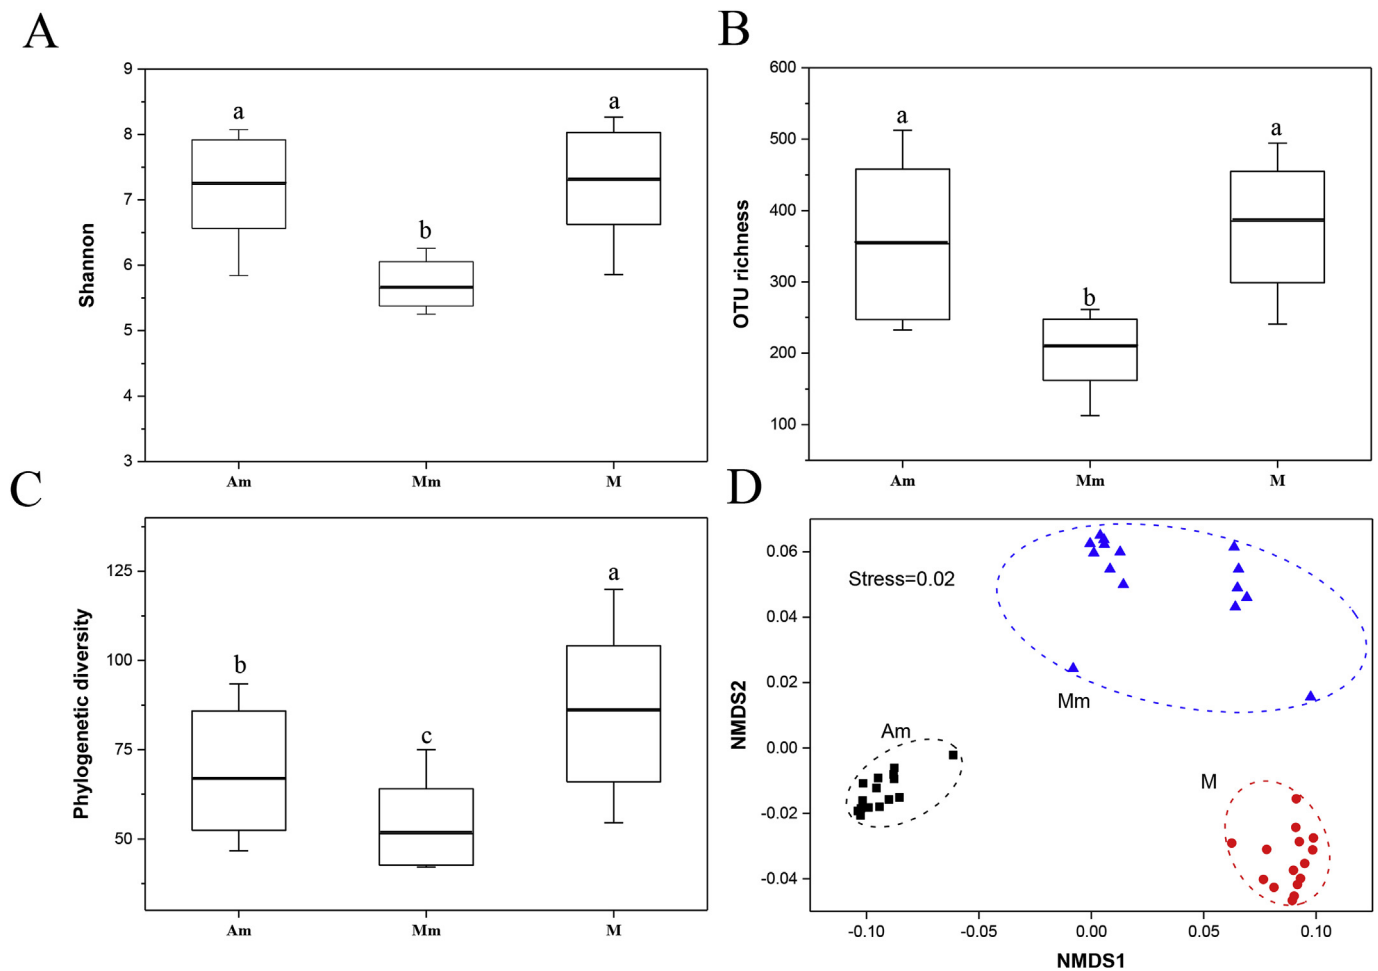 A
9
8
7
6
5
4
3
Shannon
a
b
a
Am
Mm
M
B
600
500
400
300
200
100
OTU richness
a
b
a
Am
Mm
M
C
125
100
75
50
Phylogenetic diversity
b
c
a
Am
Mm
M
D
0.06
0.04
0.02
0.00
-0.02
-0.04
NMDS2
Stress=0.02
Mm
Am
M
-0.10
-0.05
0.00
0.05
0.10
NMDS1